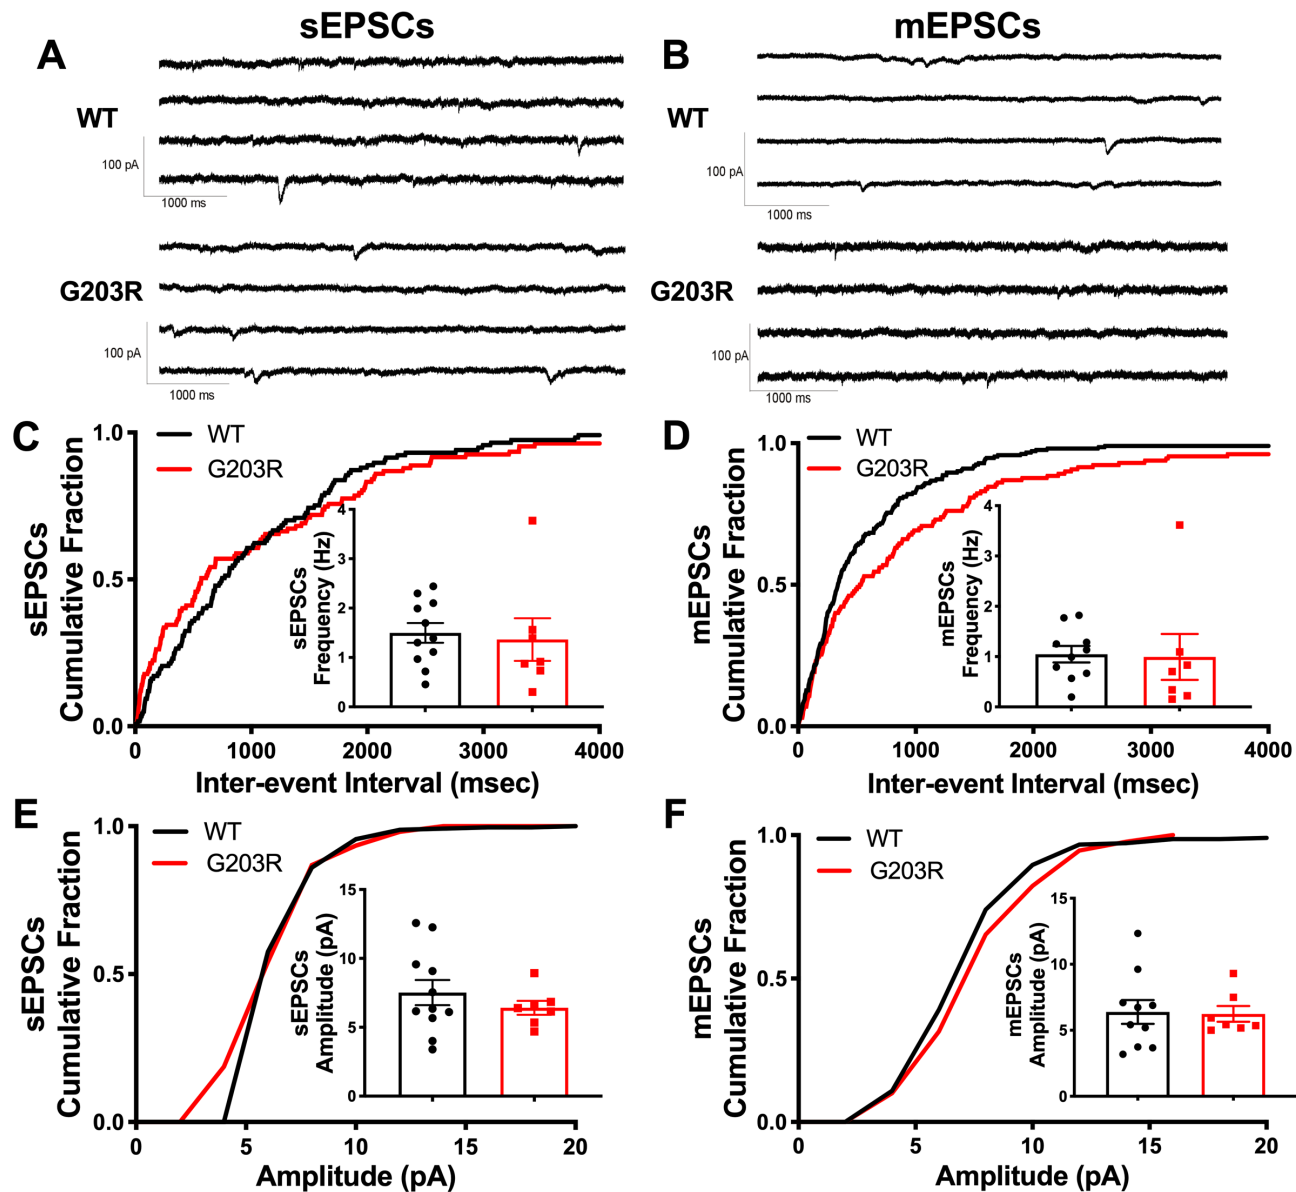 sEPSCs
mEPSCs
A
WT
100 pA
1000 ms
G203R
100 pA
1000 ms
B
WT
100 pA
1000 ms
G203R
100 pA
1000 ms
C
WT
G203R
sEPSCs
Cumulative Fraction
1.0
0.5
0.0
0 1000 2000 3000 4000
Inter-event Interval (msec)
sEPSCs
Frequency (Hz)
4
3
2
1
0
D
WT
G203R
mEPSCs
Cumulative Fraction
1.0
0.5
0.0
0 1000 2000 3000 4000
Inter-event Interval (msec)
mEPSCs
Frequency (Hz)
4
3
2
1
0
E
WT
G203R
sEPSCs
Cumulative Fraction
1.0
0.5
0.0
0 5 10 15 20
Amplitude (pA)
sEPSCs
Amplitude (pA)
15
10
5
0
F
WT
G203R
mEPSCs
Cumulative Fraction
1.0
0.5
0.0
0 5 10 15 20
Amplitude (pA)
mEPSCs
Amplitude (pA)
15
10
5
0